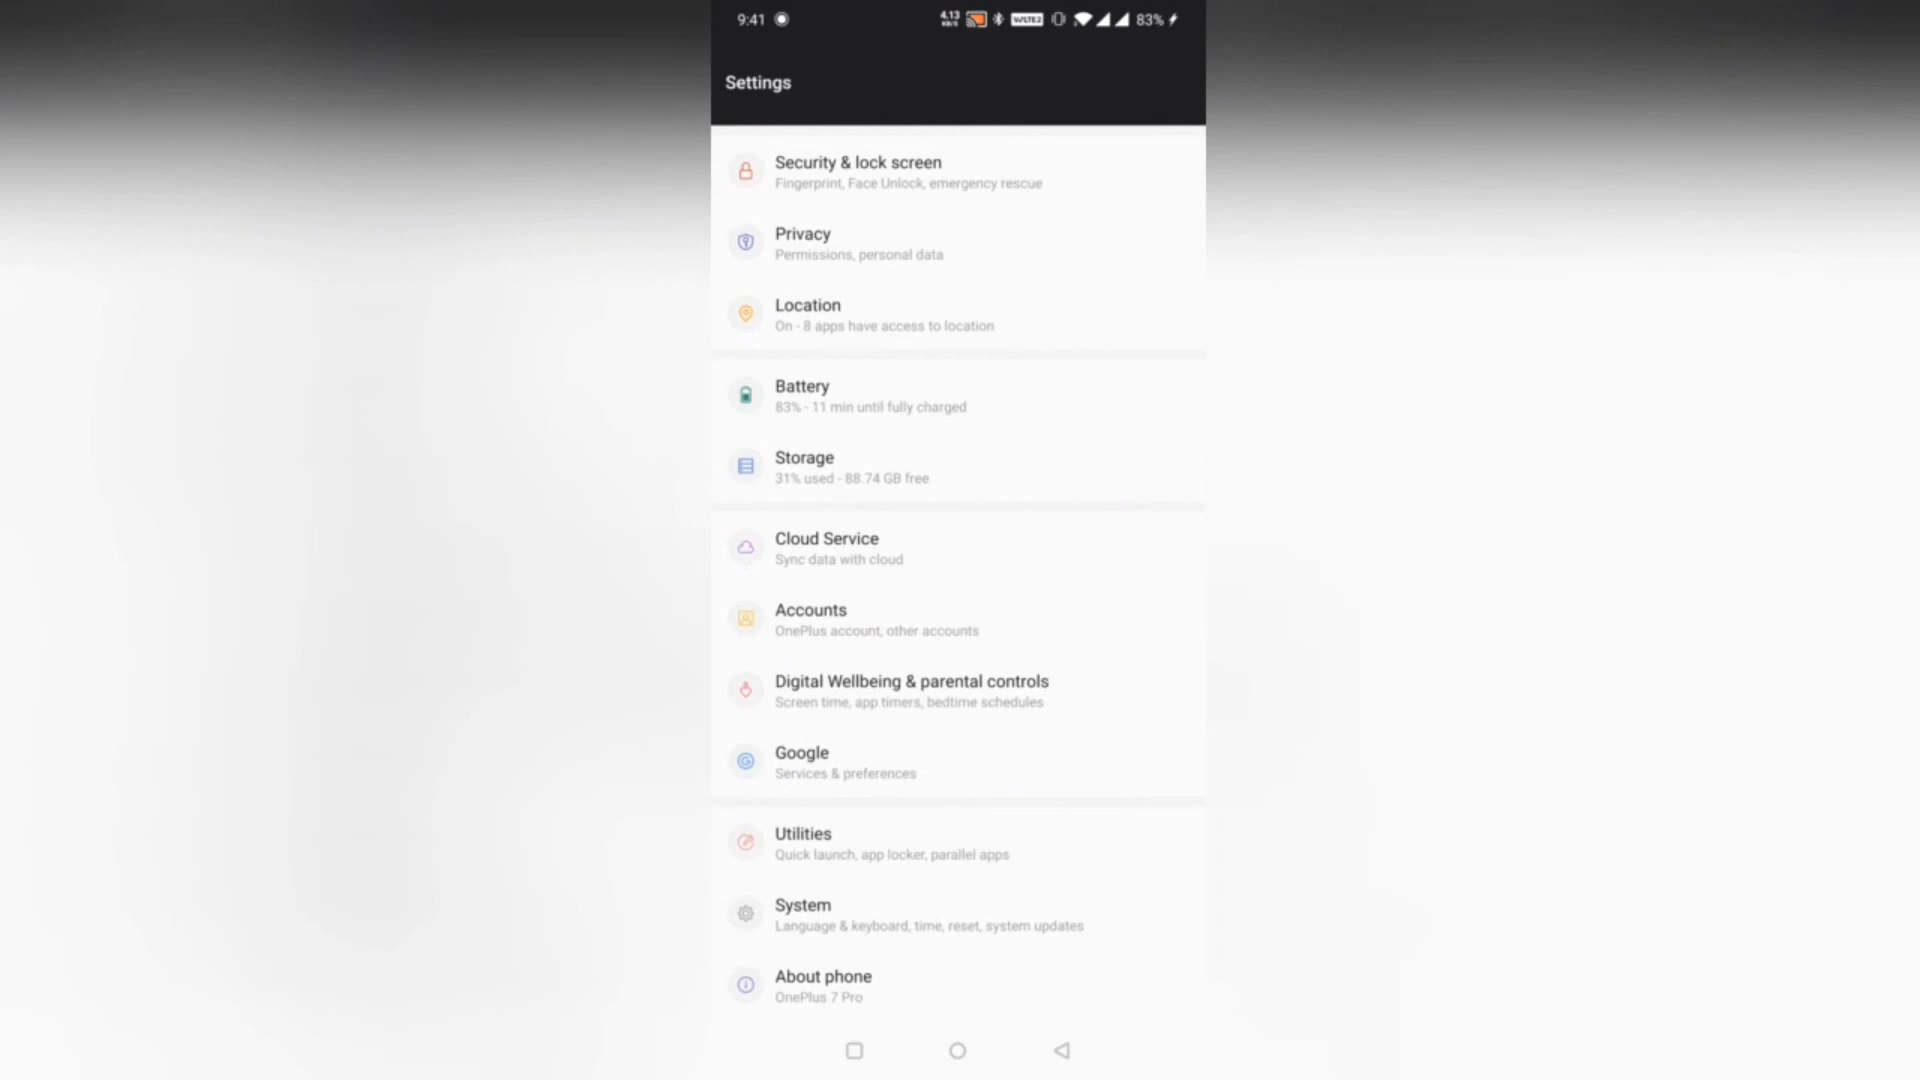 9:41
4.13
KB/S
VoLTE2
83%
Settings
Security & lock screen
Fingerprint, Face Unlock, emergency rescue
Privacy
Permissions, personal data
Location
On - 8 apps have access to location
Battery
83% - 11 min until fully charged
Storage
31% used - 88.74 GB free
Cloud Service
Sync data with cloud
Accounts
OnePlus account, other accounts
Digital Wellbeing & parental controls
Screen time, app timers, bedtime schedules
Google
Services & preferences
Utilities
Quick launch, app locker, parallel apps
System
Language & keyboard, time, reset, system updates
About phone
OnePlus 7 Pro